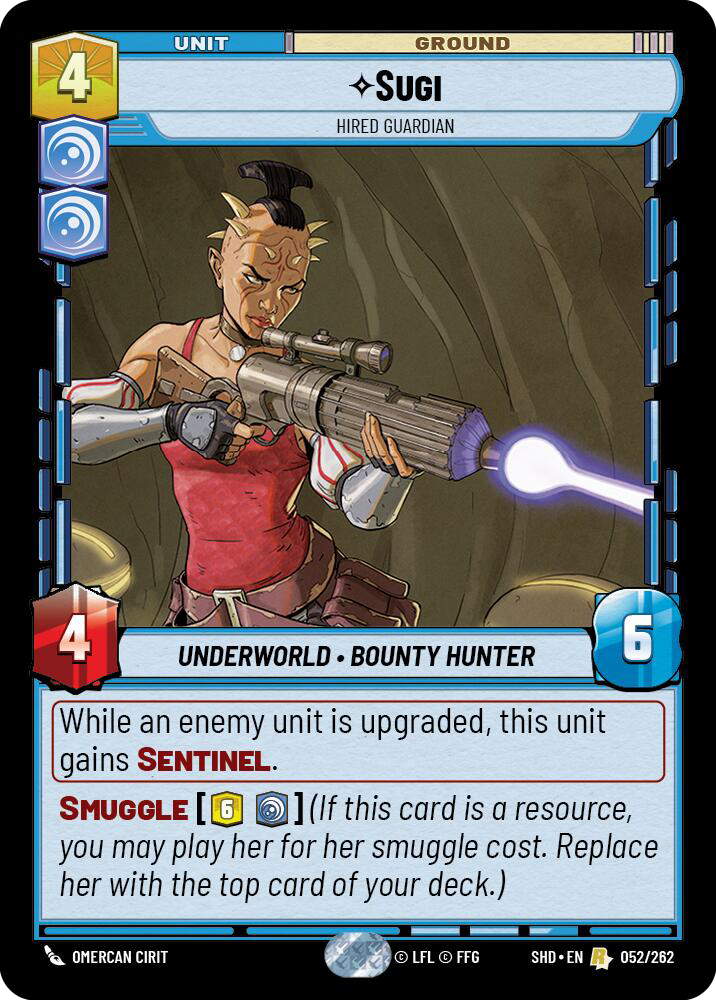 UNIT
GROUND
4
✧SUGI
HIRED GUARDIAN
4
6
UNDERWORLD • BOUNTY HUNTER
While an enemy unit is upgraded, this unit
gains SENTINEL.
SMUGGLE [6] (If this card is a resource,
you may play her for her smuggle cost. Replace
her with the top card of your deck.)
OMERCAN CIRIT
© LFL © FFG
SHD • EN R 052/262